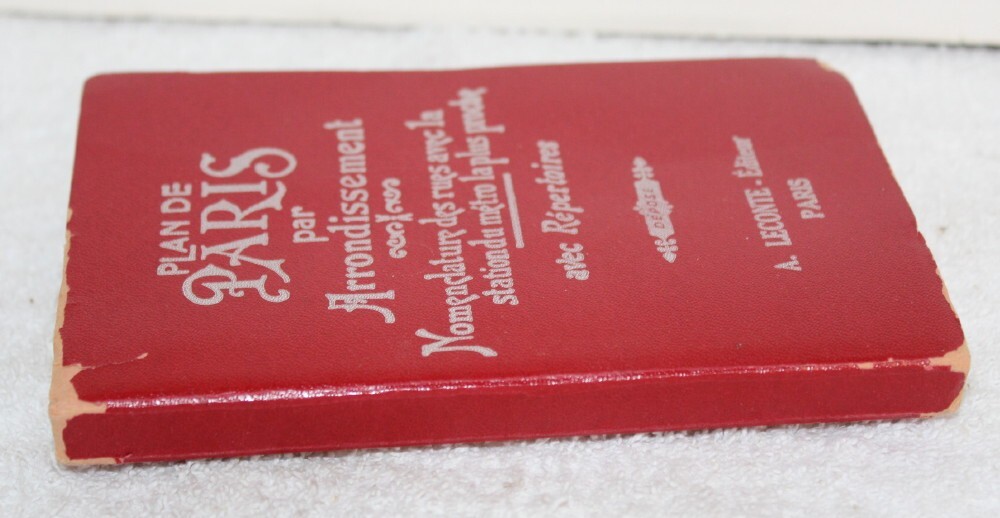 PLAN DE
PARIS
par
Arrondissement
Nomenclature des rues avec la
station du métro la plus proche
avec Répertoires
DÉPOSÉ
A. LECONTE - Éditeur
PARIS